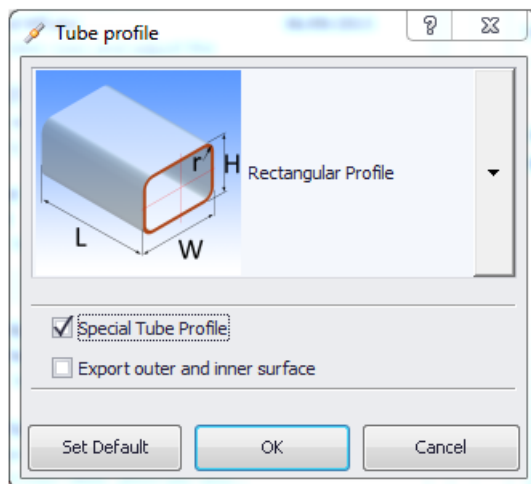 Tube profile
?
r
H
Rectangular Profile
L
W
Special Tube Profile
Export outer and inner surface
Set Default
OK
Cancel